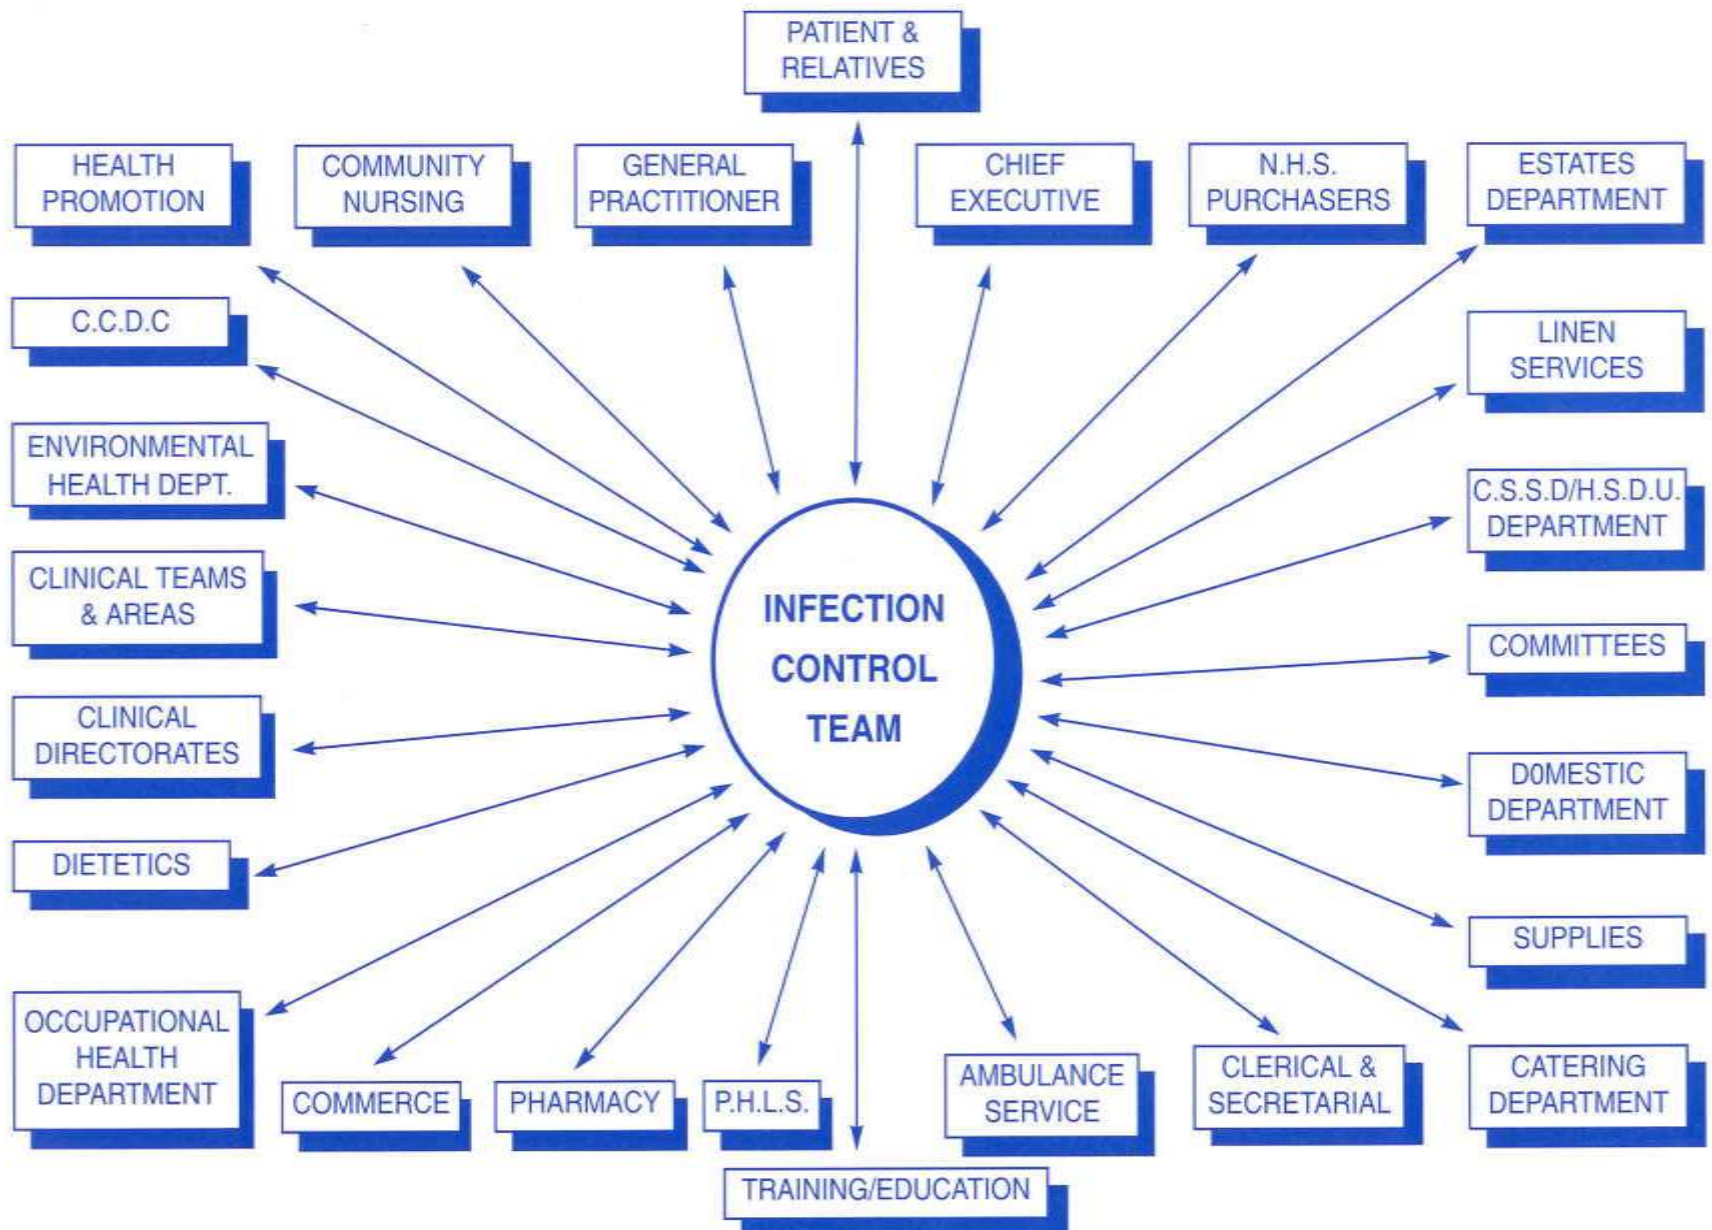 PATIENT &
RELATIVES
HEALTH
PROMOTION
COMMUNITY
NURSING
GENERAL
PRACTITIONER
CHIEF
EXECUTIVE
N.H.S.
PURCHASERS
ESTATES
DEPARTMENT
C.C.D.C
LINEN
SERVICES
ENVIRONMENTAL
HEALTH DEPT.
C.S.S.D/H.S.D.U.
DEPARTMENT
CLINICAL TEAMS
& AREAS
INFECTION
CONTROL
TEAM
COMMITTEES
CLINICAL
DIRECTORATES
D0MESTIC
DEPARTMENT
DIETETICS
SUPPLIES
OCCUPATIONAL
HEALTH
DEPARTMENT
COMMERCE
PHARMACY
P.H.L.S.
AMBULANCE
SERVICE
CLERICAL &
SECRETARIAL
CATERING
DEPARTMENT
TRAINING/EDUCATION